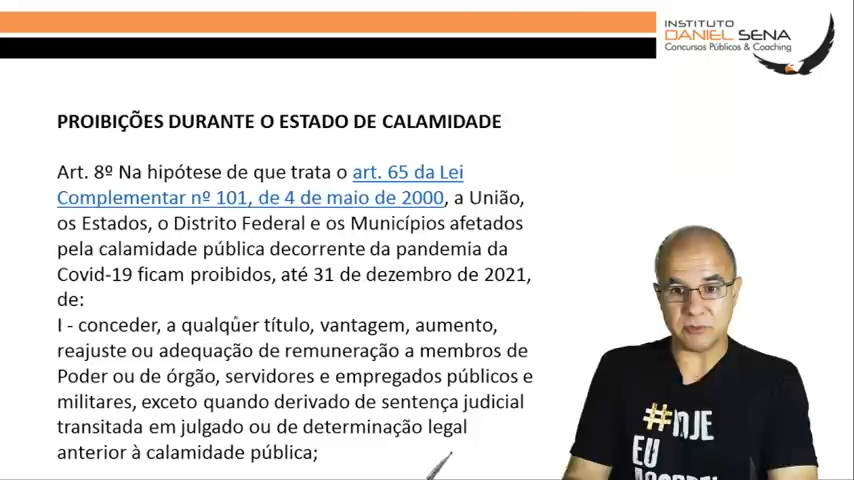 INSTITUTO
DANIEL SENA
Concursos Públicos & Coaching
PROIBIÇÕES DURANTE O ESTADO DE CALAMIDADE
Art. 8º Na hipótese de que trata o art. 65 da Lei
Complementar nº 101, de 4 de maio de 2000, a União,
os Estados, o Distrito Federal e os Municípios afetados
pela calamidade pública decorrente da pandemia da
Covid-19 ficam proibidos, até 31 de dezembro de 2021,
de:
I - conceder, a qualquer título, vantagem, aumento,
reajuste ou adequação de remuneração a membros de
Poder ou de órgão, servidores e empregados públicos e
militares, exceto quando derivado de sentença judicial
transitada em julgado ou de determinação legal
anterior à calamidade pública;
EU